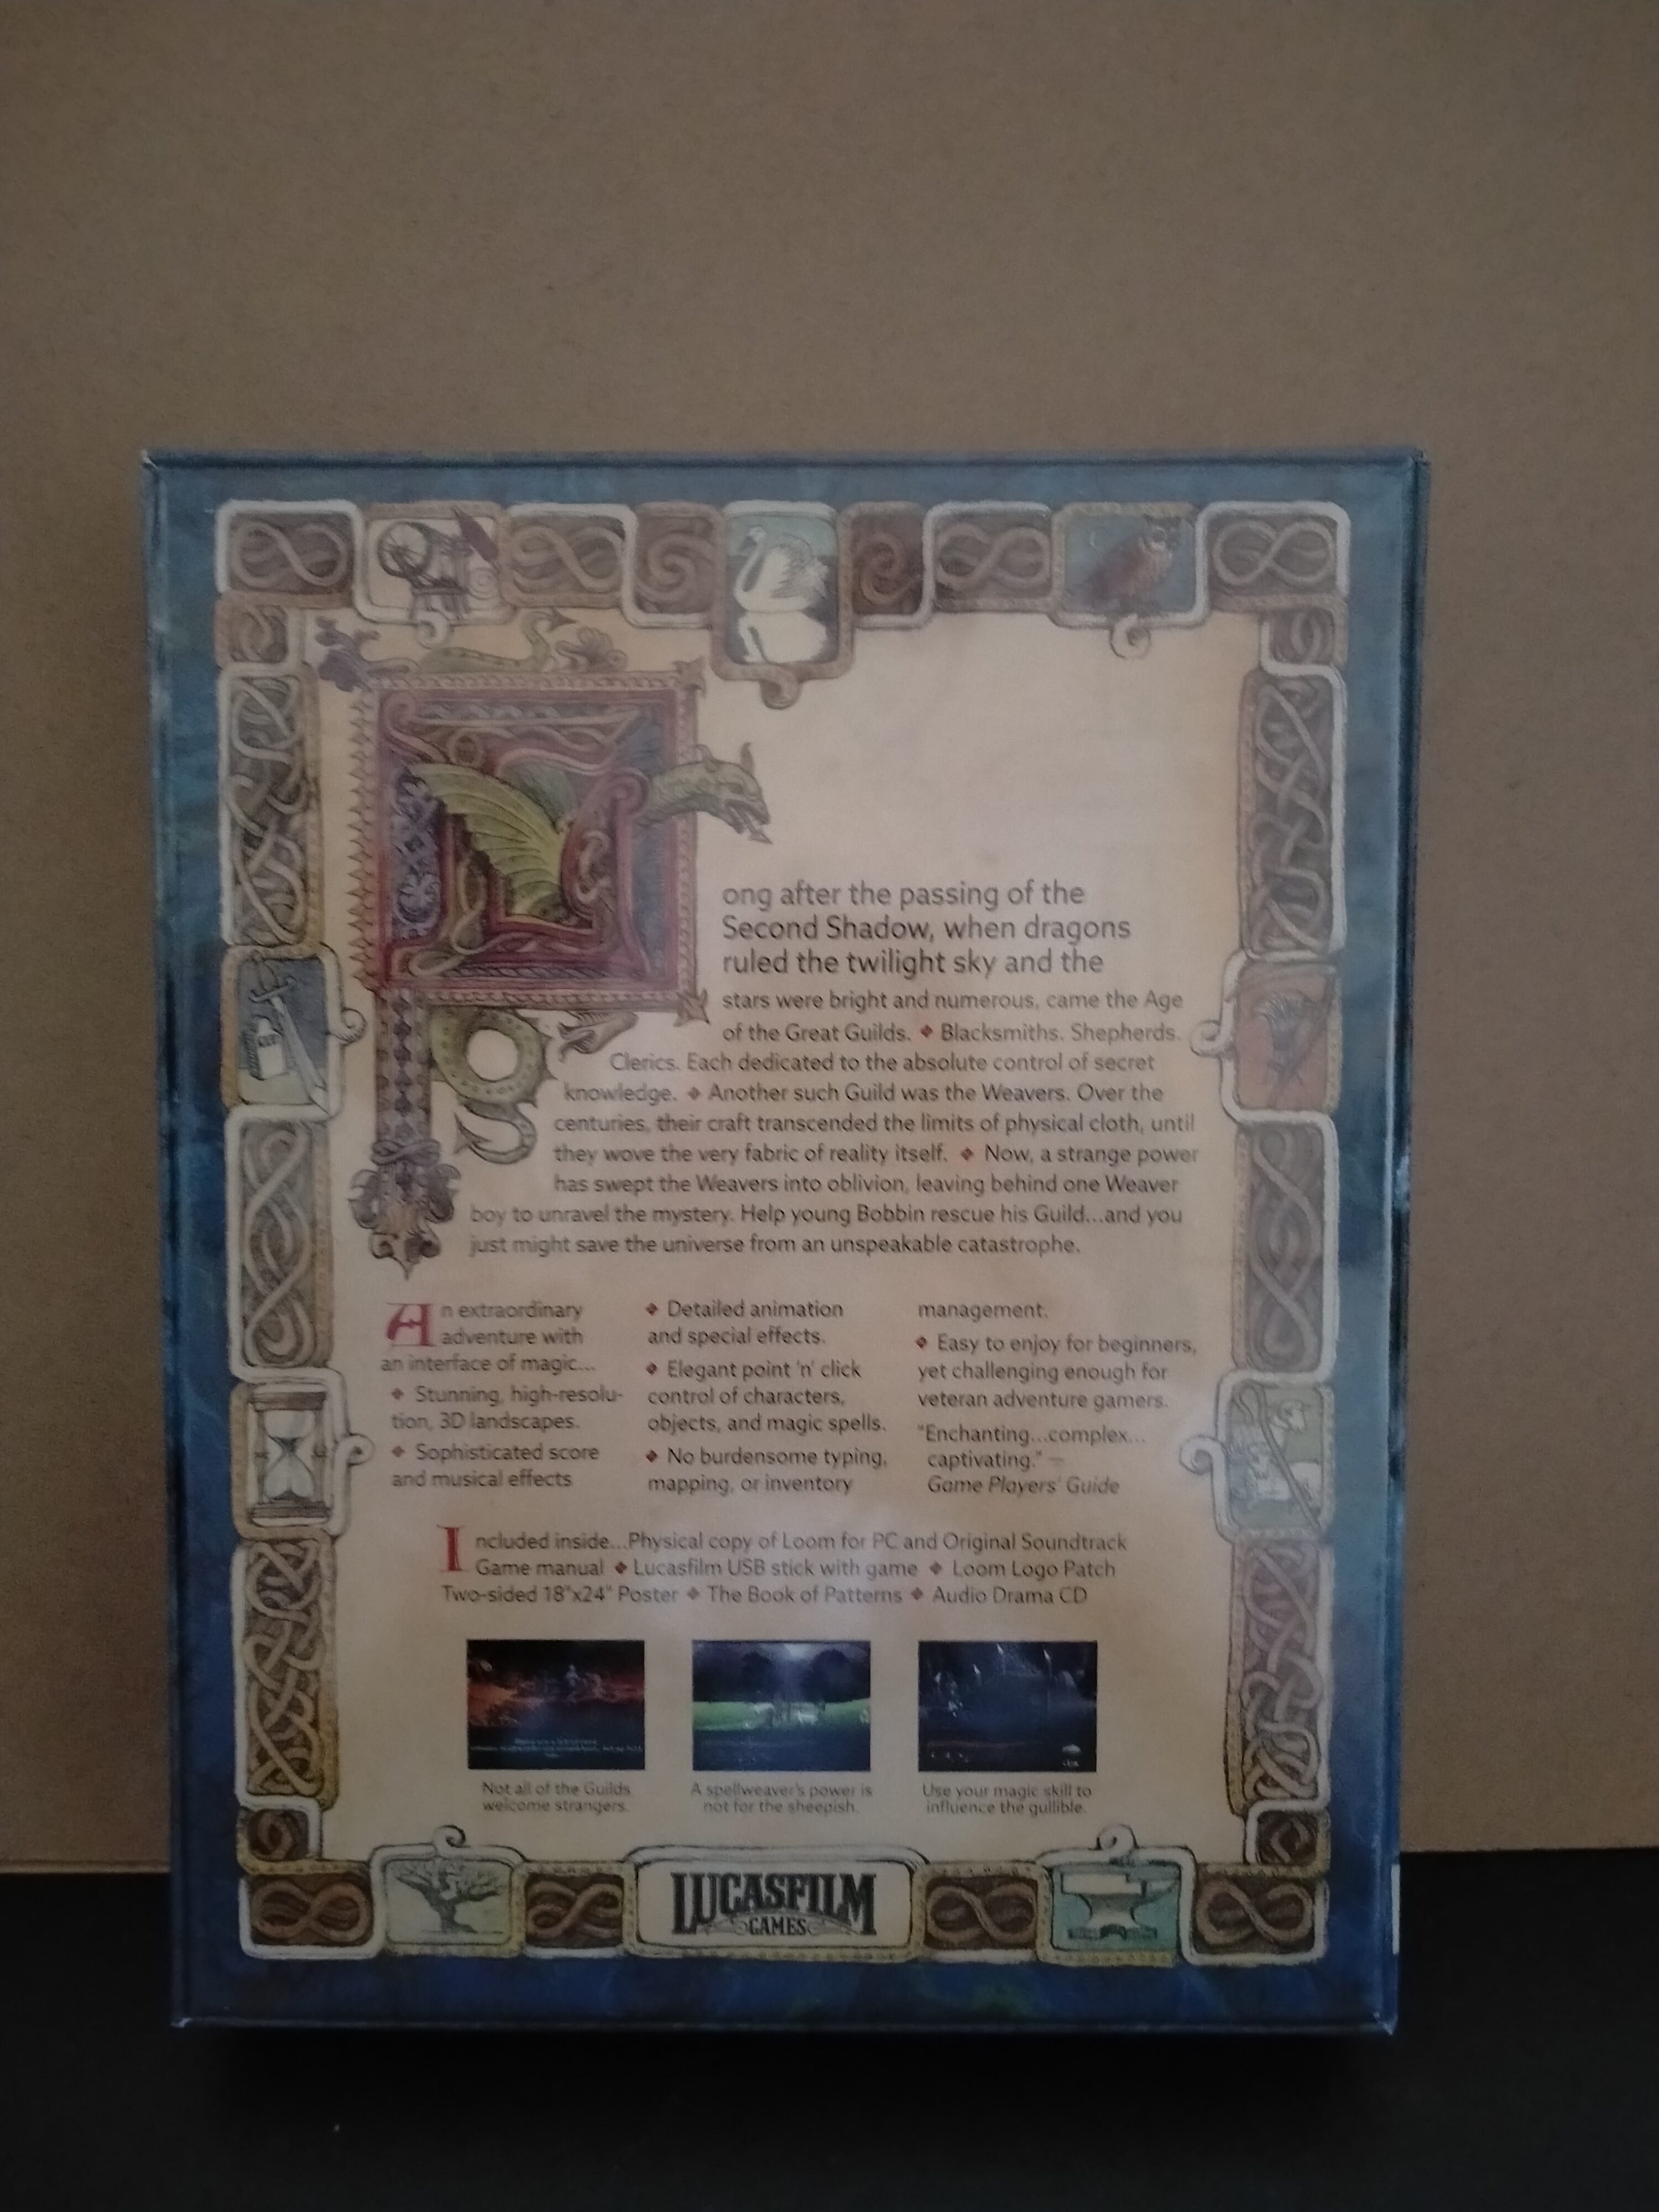 Long after the passing of the
Second Shadow, when dragons
ruled the twilight sky and the
stars were bright and numerous, came the Age
of the Great Guilds. ❖ Blacksmiths. Shepherds.
Clerics. Each dedicated to the absolute control of secret
knowledge. ❖ Another such Guild was the Weavers. Over the
centuries, their craft transcended the limits of physical cloth, until
they wove the very fabric of reality itself. ❖ Now, a strange power
has swept the Weavers into oblivion, leaving behind one Weaver
boy to unravel the mystery. Help young Bobbin rescue his Guild...and you
just might save the universe from an unspeakable catastrophe.
An extraordinary
adventure with
an interface of magic...
❖ Stunning, high-resolu-
tion, 3D landscapes.
❖ Sophisticated score
and musical effects
❖ Detailed animation
and special effects.
❖ Elegant point 'n' click
control of characters,
objects, and magic spells.
❖ No burdensome typing,
mapping, or inventory
management.
❖ Easy to enjoy for beginners,
yet challenging enough for
veteran adventure gamers.
"Enchanting...complex...
captivating." —
Game Players' Guide
Included inside...Physical copy of Loom for PC and Original Soundtrack
Game manual ❖ Lucasfilm USB stick with game ❖ Loom Logo Patch
Two-sided 18"x24" Poster ❖ The Book of Patterns ❖ Audio Drama CD
Not all of the Guilds
welcome strangers.
A spellweaver's power is
not for the sheepish.
Use your magic skill to
influence the gullible.
LUCASFILM
GAMES